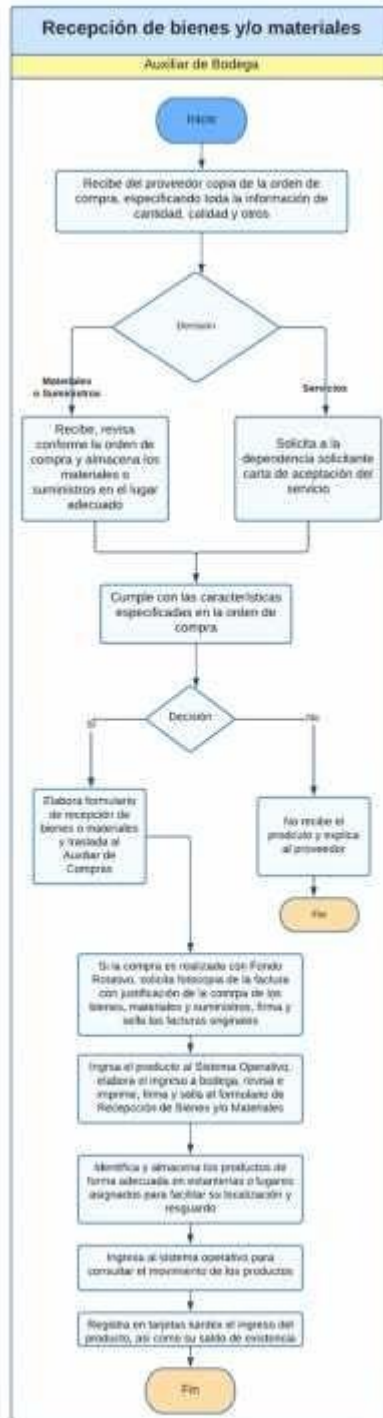 Recepción de bienes y/o materiales
Auxiliar de Bodega
Inicio
Recibe del proveedor copia de la orden de
compra, especificando toda la información de
cantidad, calidad y otros
Decisión
Materiales
o Suministros
Servicios
Recibe, revisa
conforme la orden de
compra y almacena los
materiales o
suministros en el lugar
adecuado
Solicita a la
dependencia solicitante
carta de aceptación del
servicio
Cumple con las características
especificadas en la orden de
compra
Decisión
Si
No
Elabora formulario
de recepción de
bienes o materiales
y traslada al
Auxiliar de
Compras
No recibe el
prodcuto y explica
al proveedor
Fin
Si la compra es realizada con Fondo
Rotativo, solicita fotocopia de la factura
con justificación de la comrpa de los
bienes, materiales y suministros, firma y
sella las facturas originales
Ingrsa el producto al Sistema Operativo,
elabora el ingreso a bodega, revisa e
imprime, firma y sella el formulario de
Recepción de Bienes y/o Materiales
Identifica y almacena los productos de
forma adecuada en estanterías o lugares
asignados para facilitar su localización y
resguardo
Ingresa al sistema operativo para
consultar el movimiento de los productos
Registra en tarjetas kardex el ingreso del
producto, así como su saldo de existencia
Fin